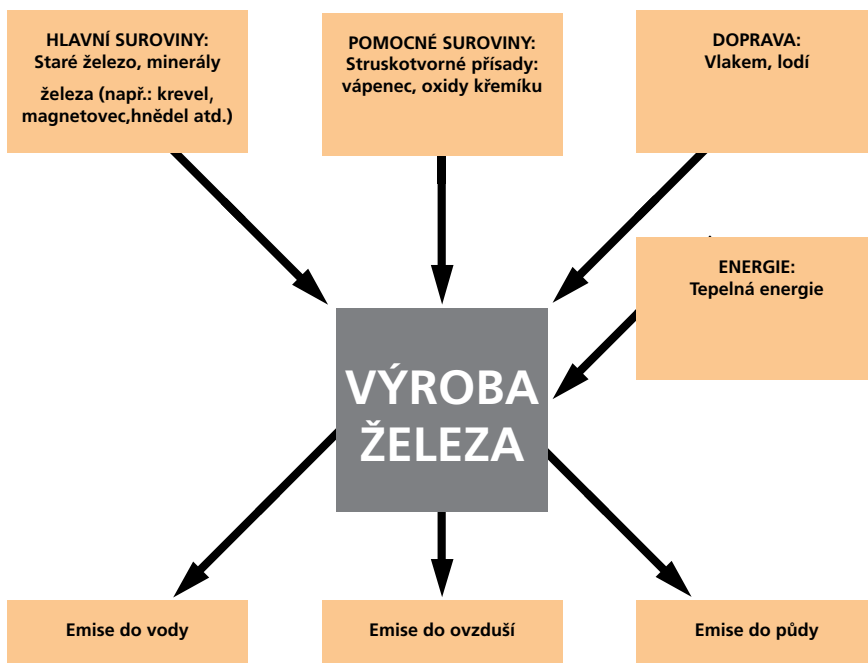 HLAVNÍ SUROVINY:
Staré železo, minerály
železa (např.: krevel,
magnetovec,hnědel atd.)
POMOCNÉ SUROVINY:
Struskotvorné přísady:
vápenec, oxidy křemíku
DOPRAVA:
Vlakem, lodí
ENERGIE:
Tepelná energie
VÝROBA
ŽELEZA
Emise do vody
Emise do ovzduší
Emise do půdy